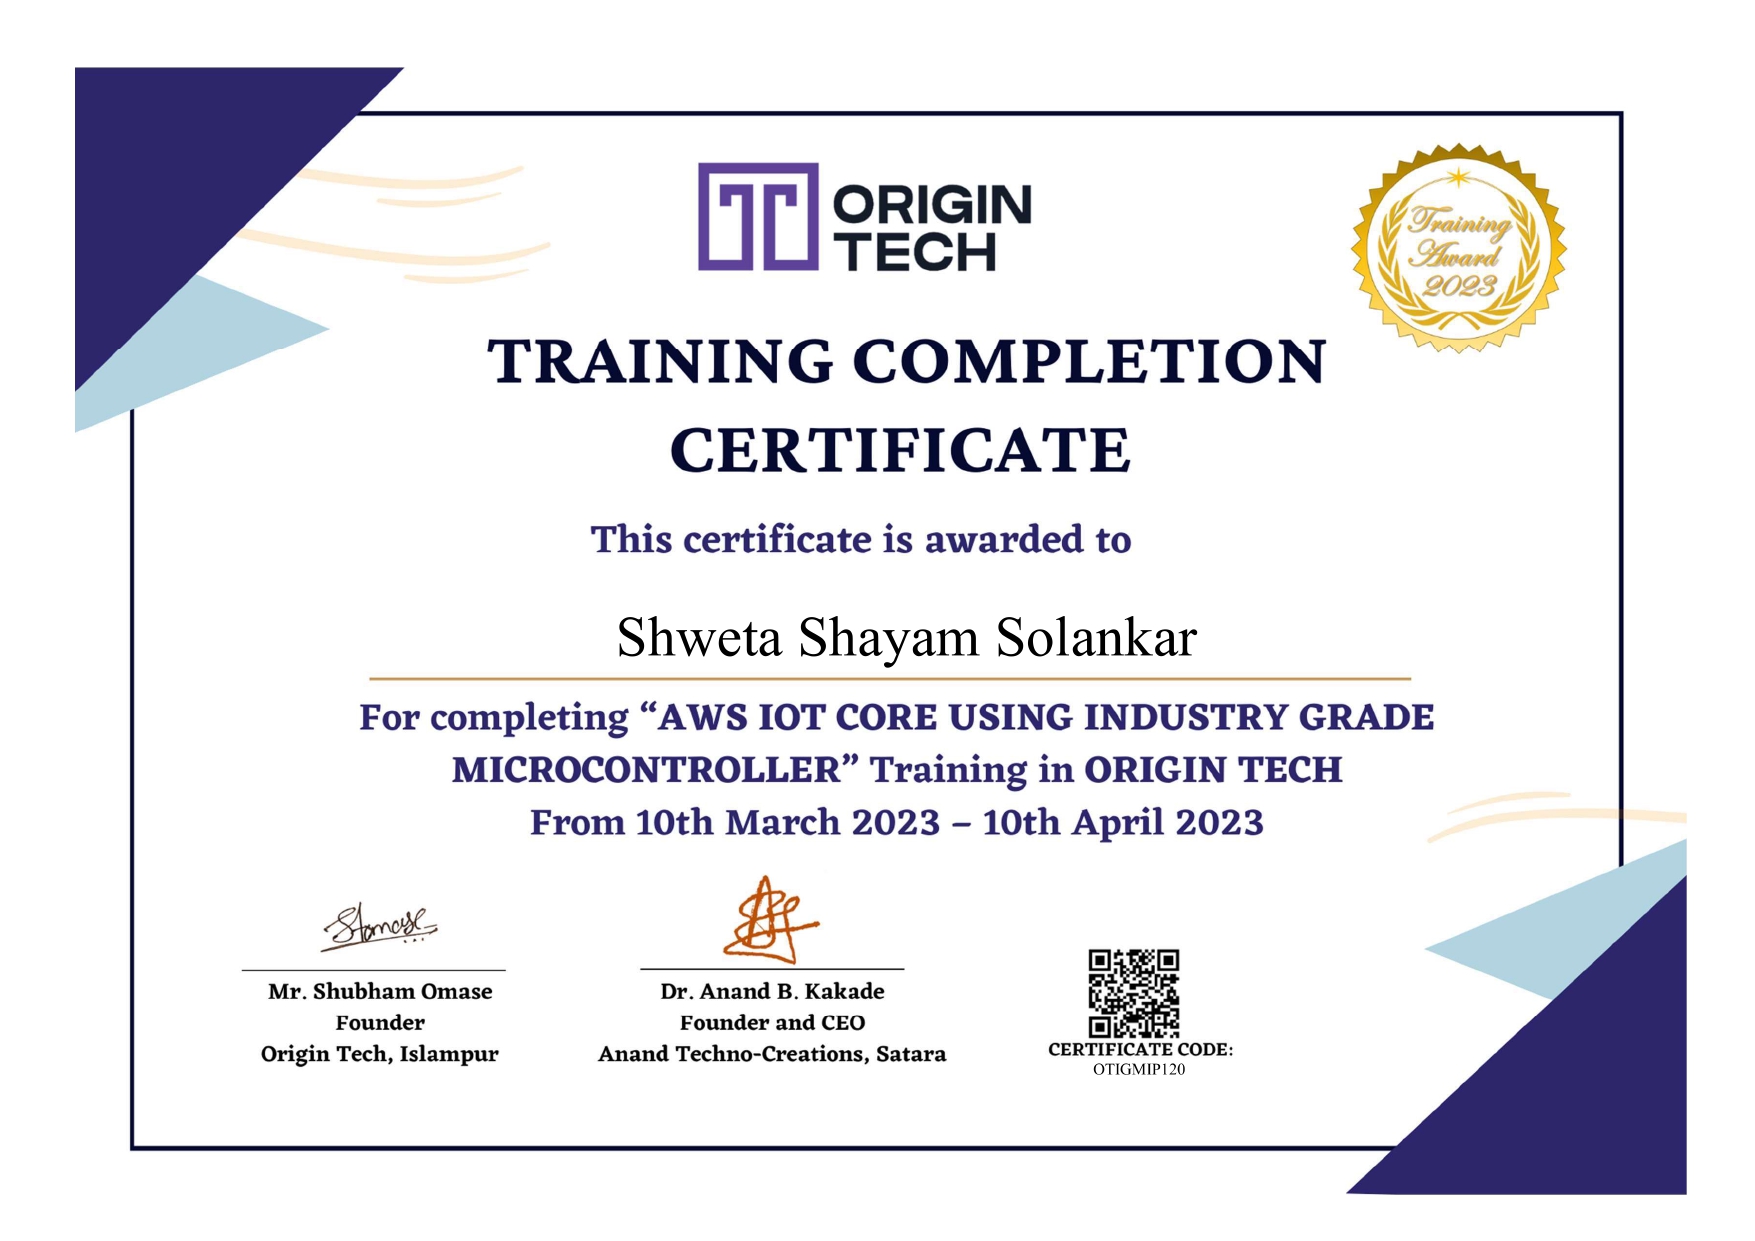 ORIGIN
TECH
Training
Award
2023
TRAINING COMPLETION
CERTIFICATE
This certificate is awarded to
Shweta Shayam Solankar
For completing “AWS IOT CORE USING INDUSTRY GRADE
MICROCONTROLLER” Training in ORIGIN TECH
From 10th March 2023 – 10th April 2023
Mr. Shubham Omase
Founder
Origin Tech, Islampur
Dr. Anand B. Kakade
Founder and CEO
Anand Techno-Creations, Satara
CERTIFICATE CODE:
OTIGMIP120